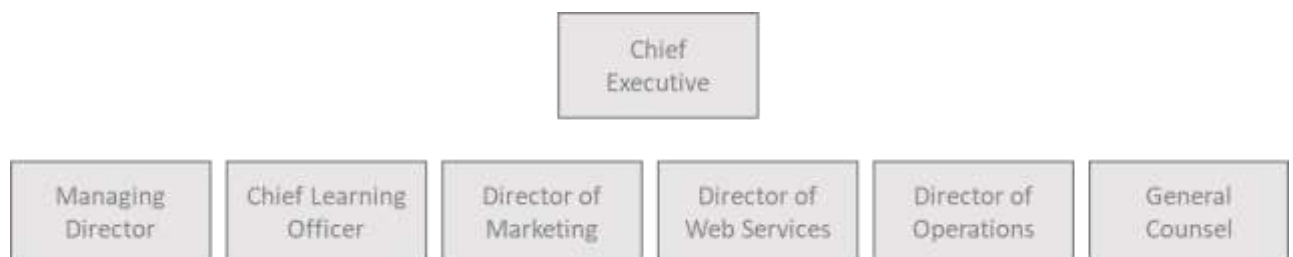 Chief
Executive
Managing
Director
Chief Learning
Officer
Director of
Marketing
Director of
Web Services
Director of
Operations
General
Counsel